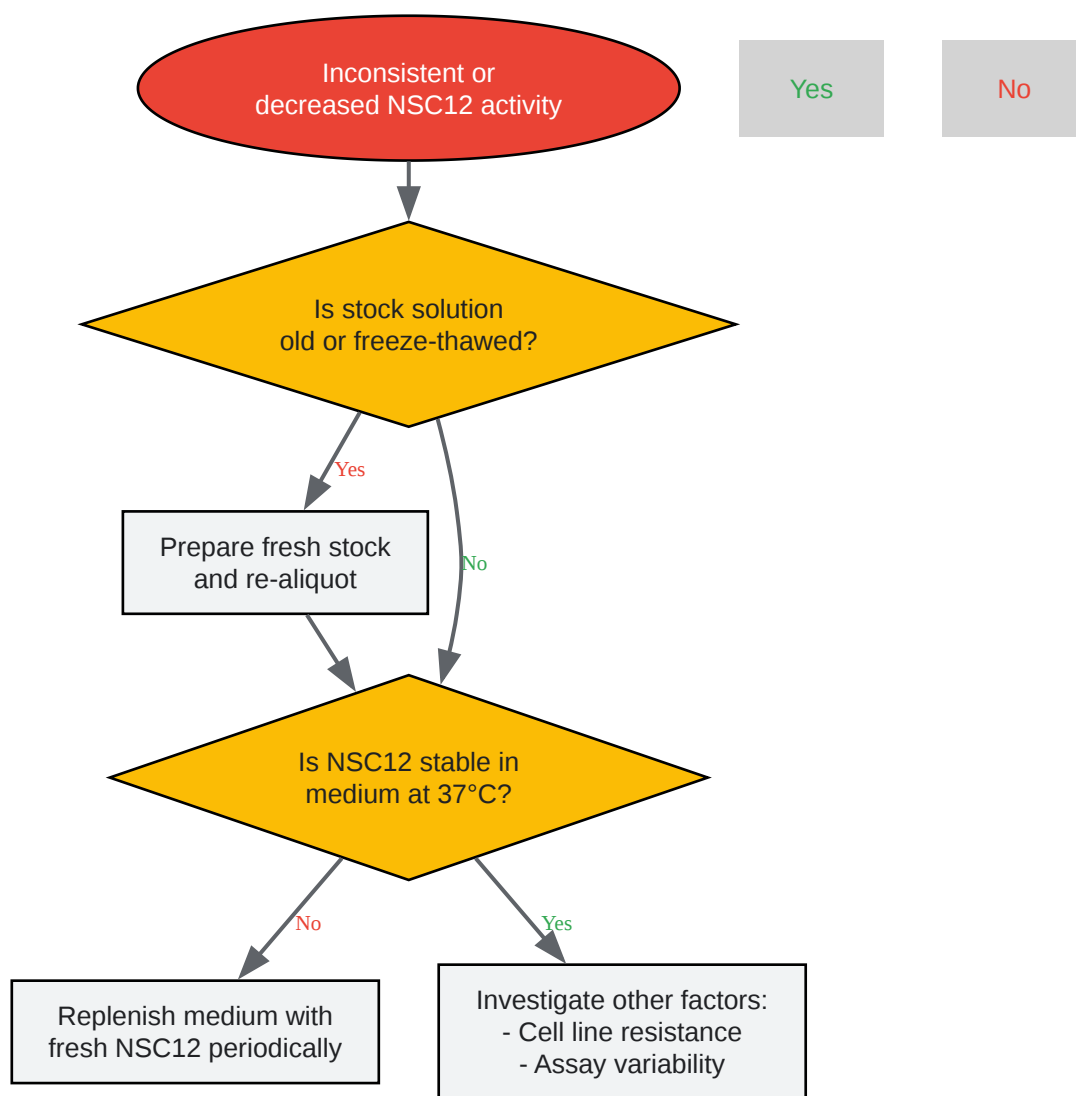 Inconsistent or
decreased NSC12 activity
Yes
No
Is stock solution
old or freeze-thawed?
Yes
Prepare fresh stock
and re-aliquot
No
Is NSC12 stable in
medium at 37°C?
No
Yes
Replenish medium with
fresh NSC12 periodically
Investigate other factors:
- Cell line resistance
- Assay variability